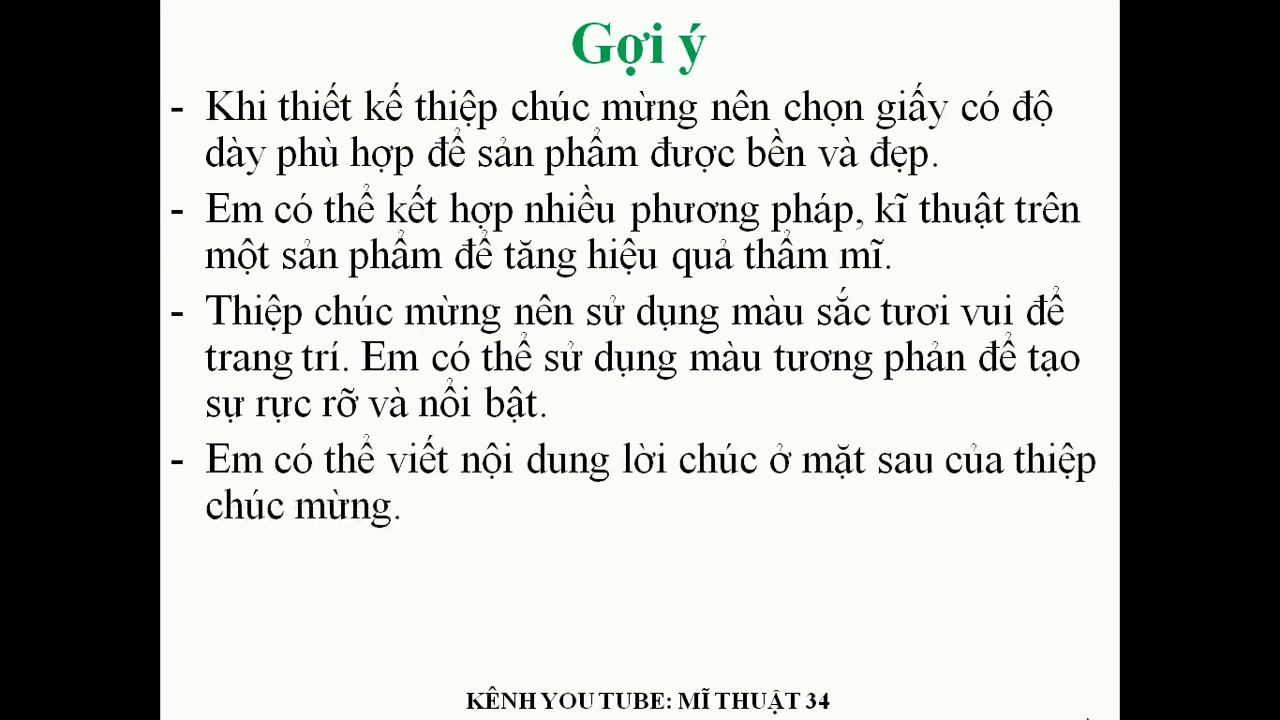 Gợi ý
- Khi thiết kế thiệp chúc mừng nên chọn giấy có độ
dày phù hợp để sản phẩm được bền và đẹp.
- Em có thể kết hợp nhiều phương pháp, kĩ thuật trên
một sản phẩm để tăng hiệu quả thẩm mĩ.
- Thiệp chúc mừng nên sử dụng màu sắc tươi vui để
trang trí. Em có thể sử dụng màu tương phản để tạo
sự rực rỡ và nổi bật.
- Em có thể viết nội dung lời chúc ở mặt sau của thiệp
chúc mừng.
KÊNH YOU TUBE: MĨ THUẬT 34